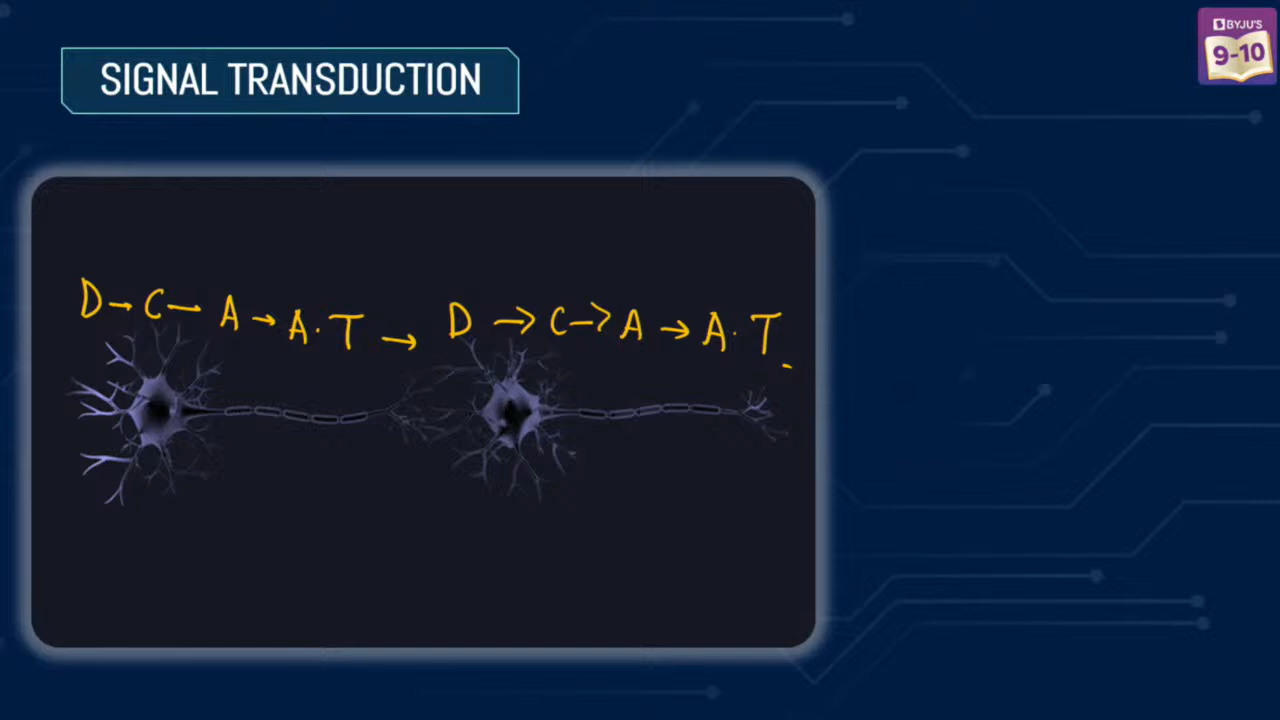 BYJU'S
9-10
SIGNAL TRANSDUCTION
D → C → A → A·T → D → C → A → A·T